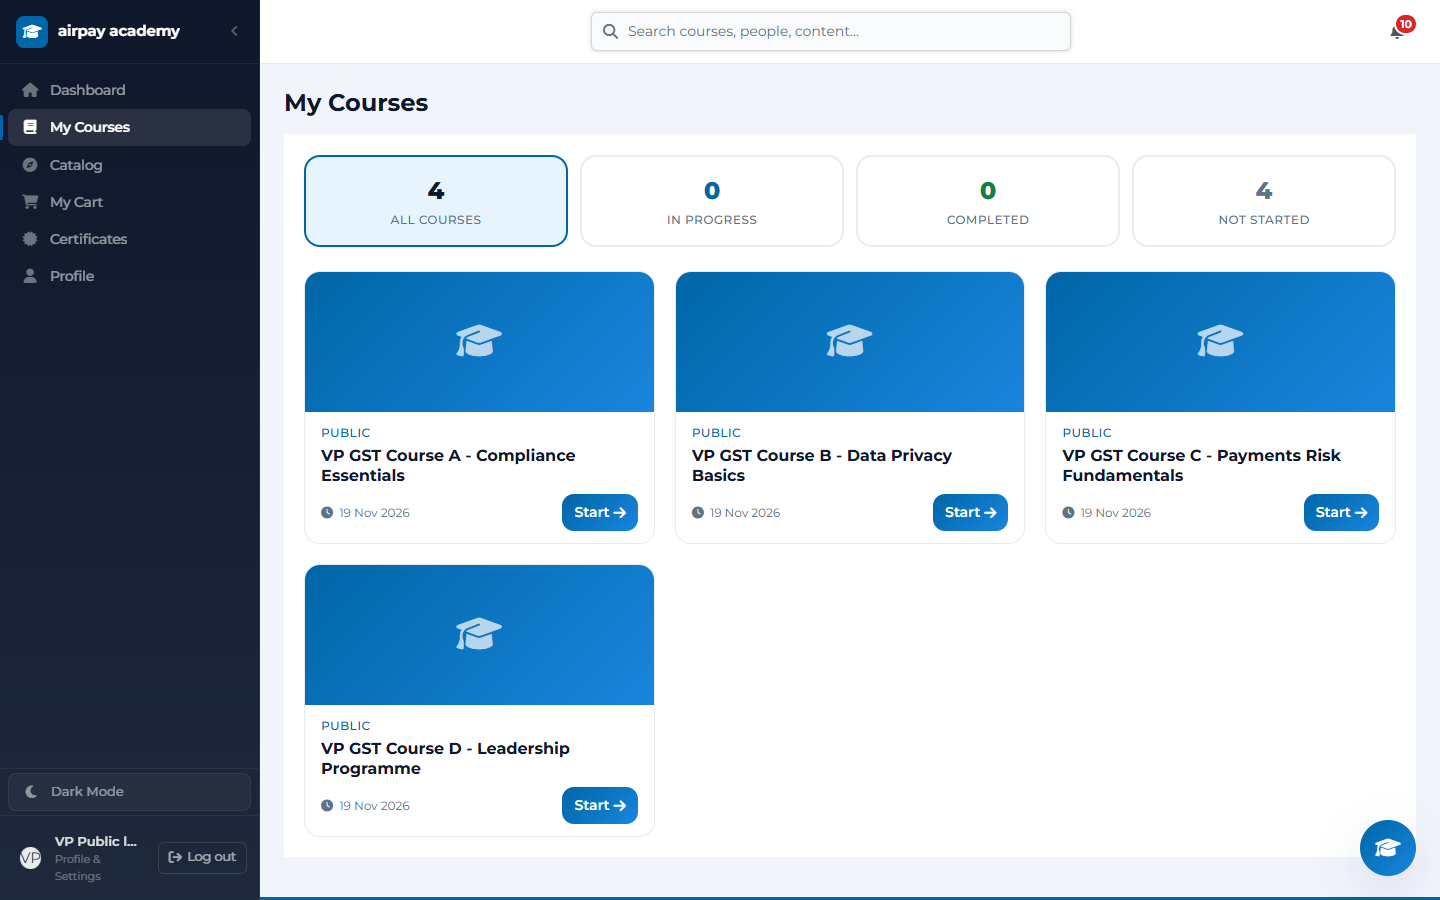 airpay academy
Search courses, people, content...
10
Dashboard
My Courses
Catalog
My Cart
Certificates
Profile
My Courses
4
ALL COURSES
0
IN PROGRESS
0
COMPLETED
4
NOT STARTED
PUBLIC
VP GST Course A - Compliance
Essentials
19 Nov 2026
Start
PUBLIC
VP GST Course B - Data Privacy
Basics
19 Nov 2026
Start
PUBLIC
VP GST Course C - Payments Risk
Fundamentals
19 Nov 2026
Start
PUBLIC
VP GST Course D - Leadership
Programme
19 Nov 2026
Start
Dark Mode
VP
VP Public l...
Profile &
Settings
Log out